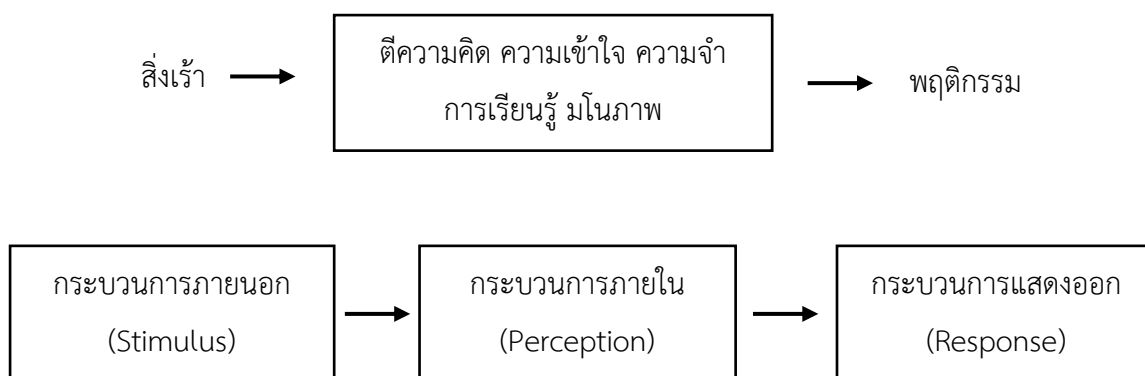 สิ่งเร้า
ตีความคิด ความเข้าใจ ความจำ
การเรียนรู้ มโนภาพ
พฤติกรรม
กระบวนการภายนอก
(Stimulus)
กระบวนการภายใน
(Perception)
กระบวนการแสดงออก
(Response)